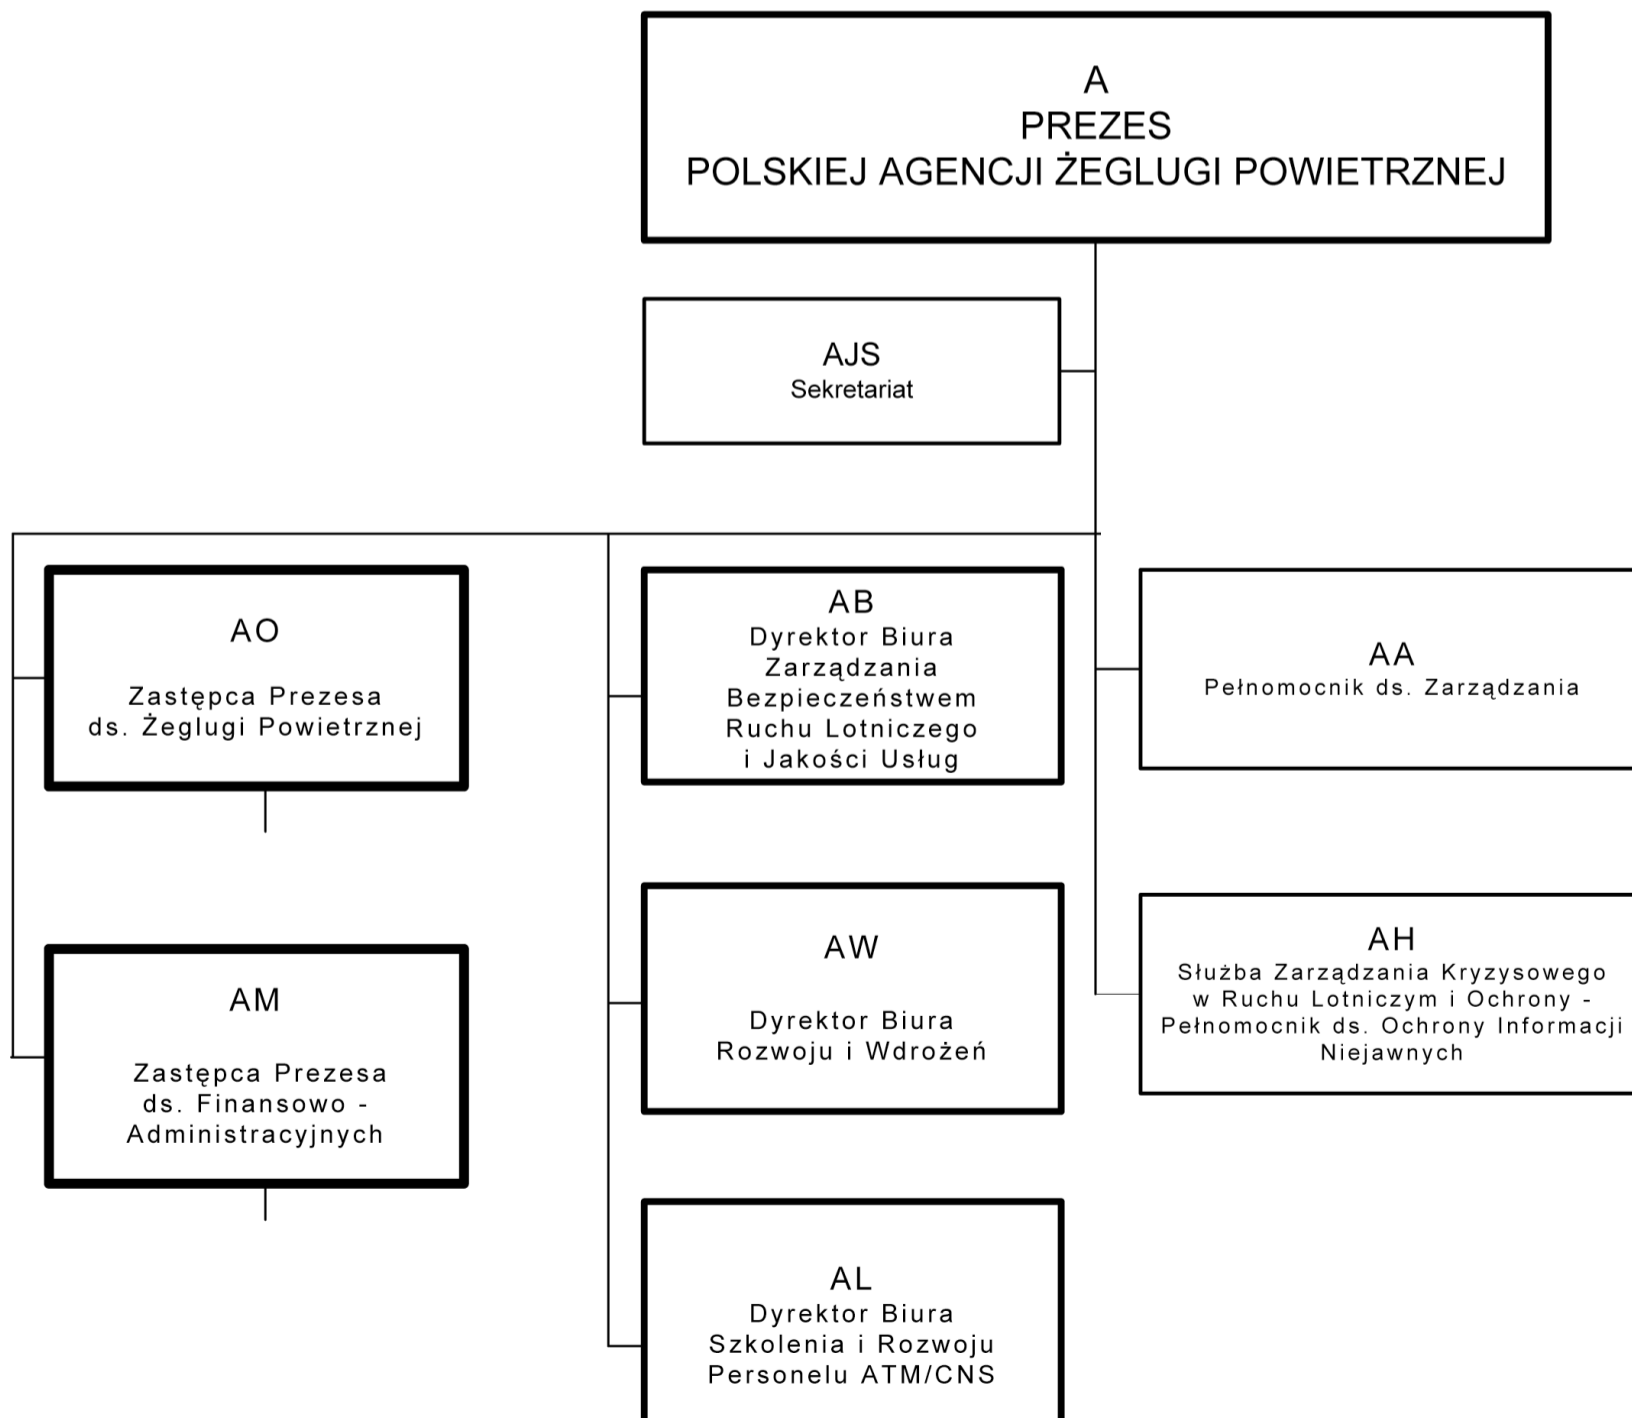 A
PREZES
POLSKIEJ AGENCJI ŻEGLUGI POWIETRZNEJ
AJS
Sekretariat
AO
Zastępca Prezesa
ds. Żeglugi Powietrznej
AB
Dyrektor Biura
Zarządzania
Bezpieczeństwem
Ruchu Lotniczego
i Jakości Usług
AA
Pełnomocnik ds. Zarządzania
AM
Zastępca Prezesa
ds. Finansowo -
Administracyjnych
AW
Dyrektor Biura
Rozwoju i Wdrożeń
AH
Służba Zarządzania Kryzysowego
w Ruchu Lotniczym i Ochrony -
Pełnomocnik ds. Ochrony Informacji
Niejawnych
AL
Dyrektor Biura
Szkolenia i Rozwoju
Personelu ATM/CNS